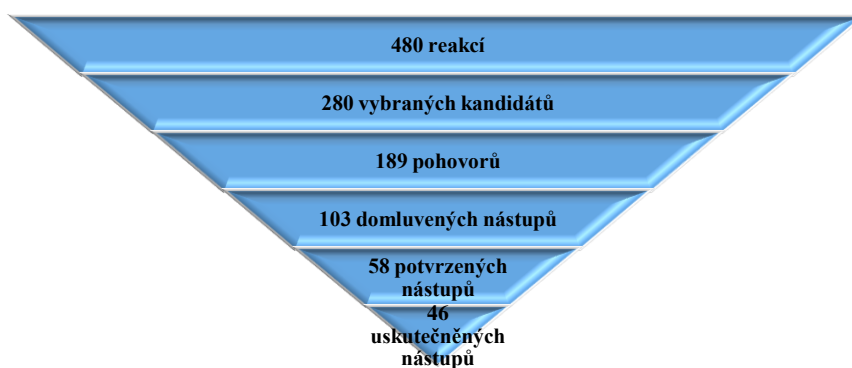 480 reakcí
280 vybraných kandidátů
189 pohovorů
103 domluvených nástupů
58 potvrzených
nástupů
46
uskutečněných
nástupů